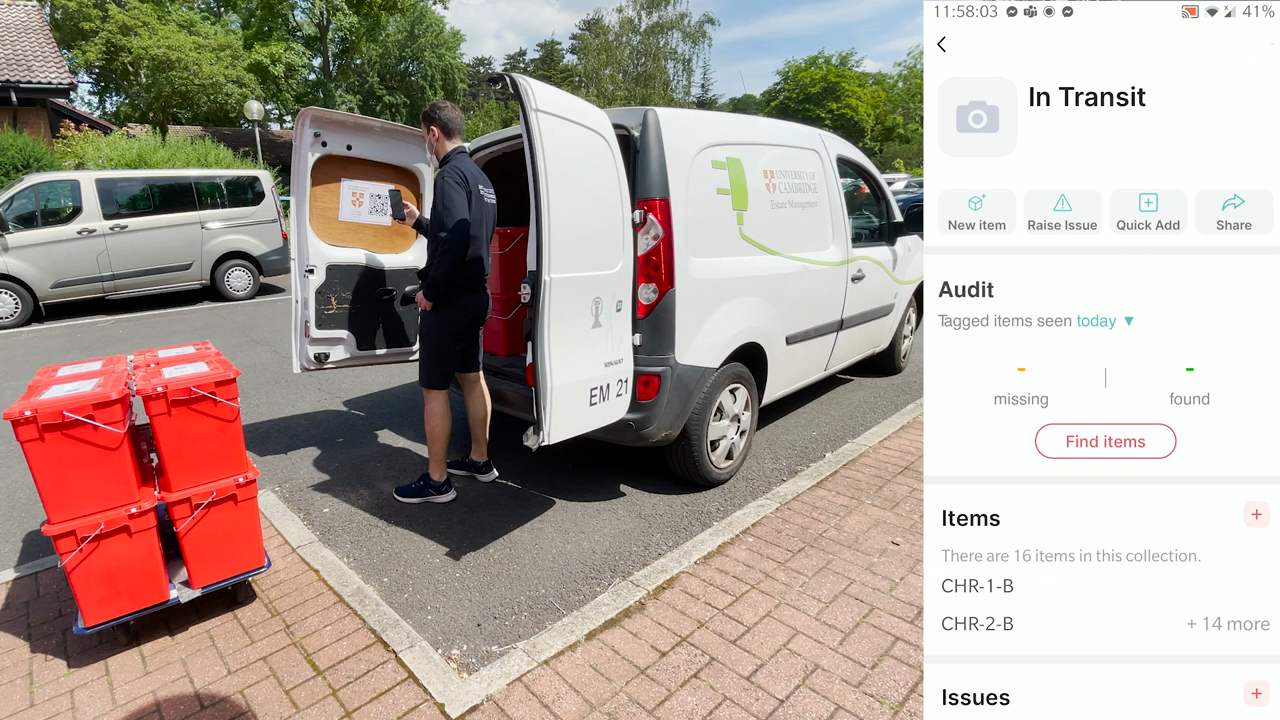 11:58:03
41%
In Transit
New item
Raise Issue
Quick Add
Share
Audit
Tagged items seen today ▼
missing
found
Find items
Items
There are 16 items in this collection.
CHR-1-B
CHR-2-B
+ 14 more
Issues
UNIVERSITY OF
CAMBRIDGE
Estate Management
RENAULT
EM 21